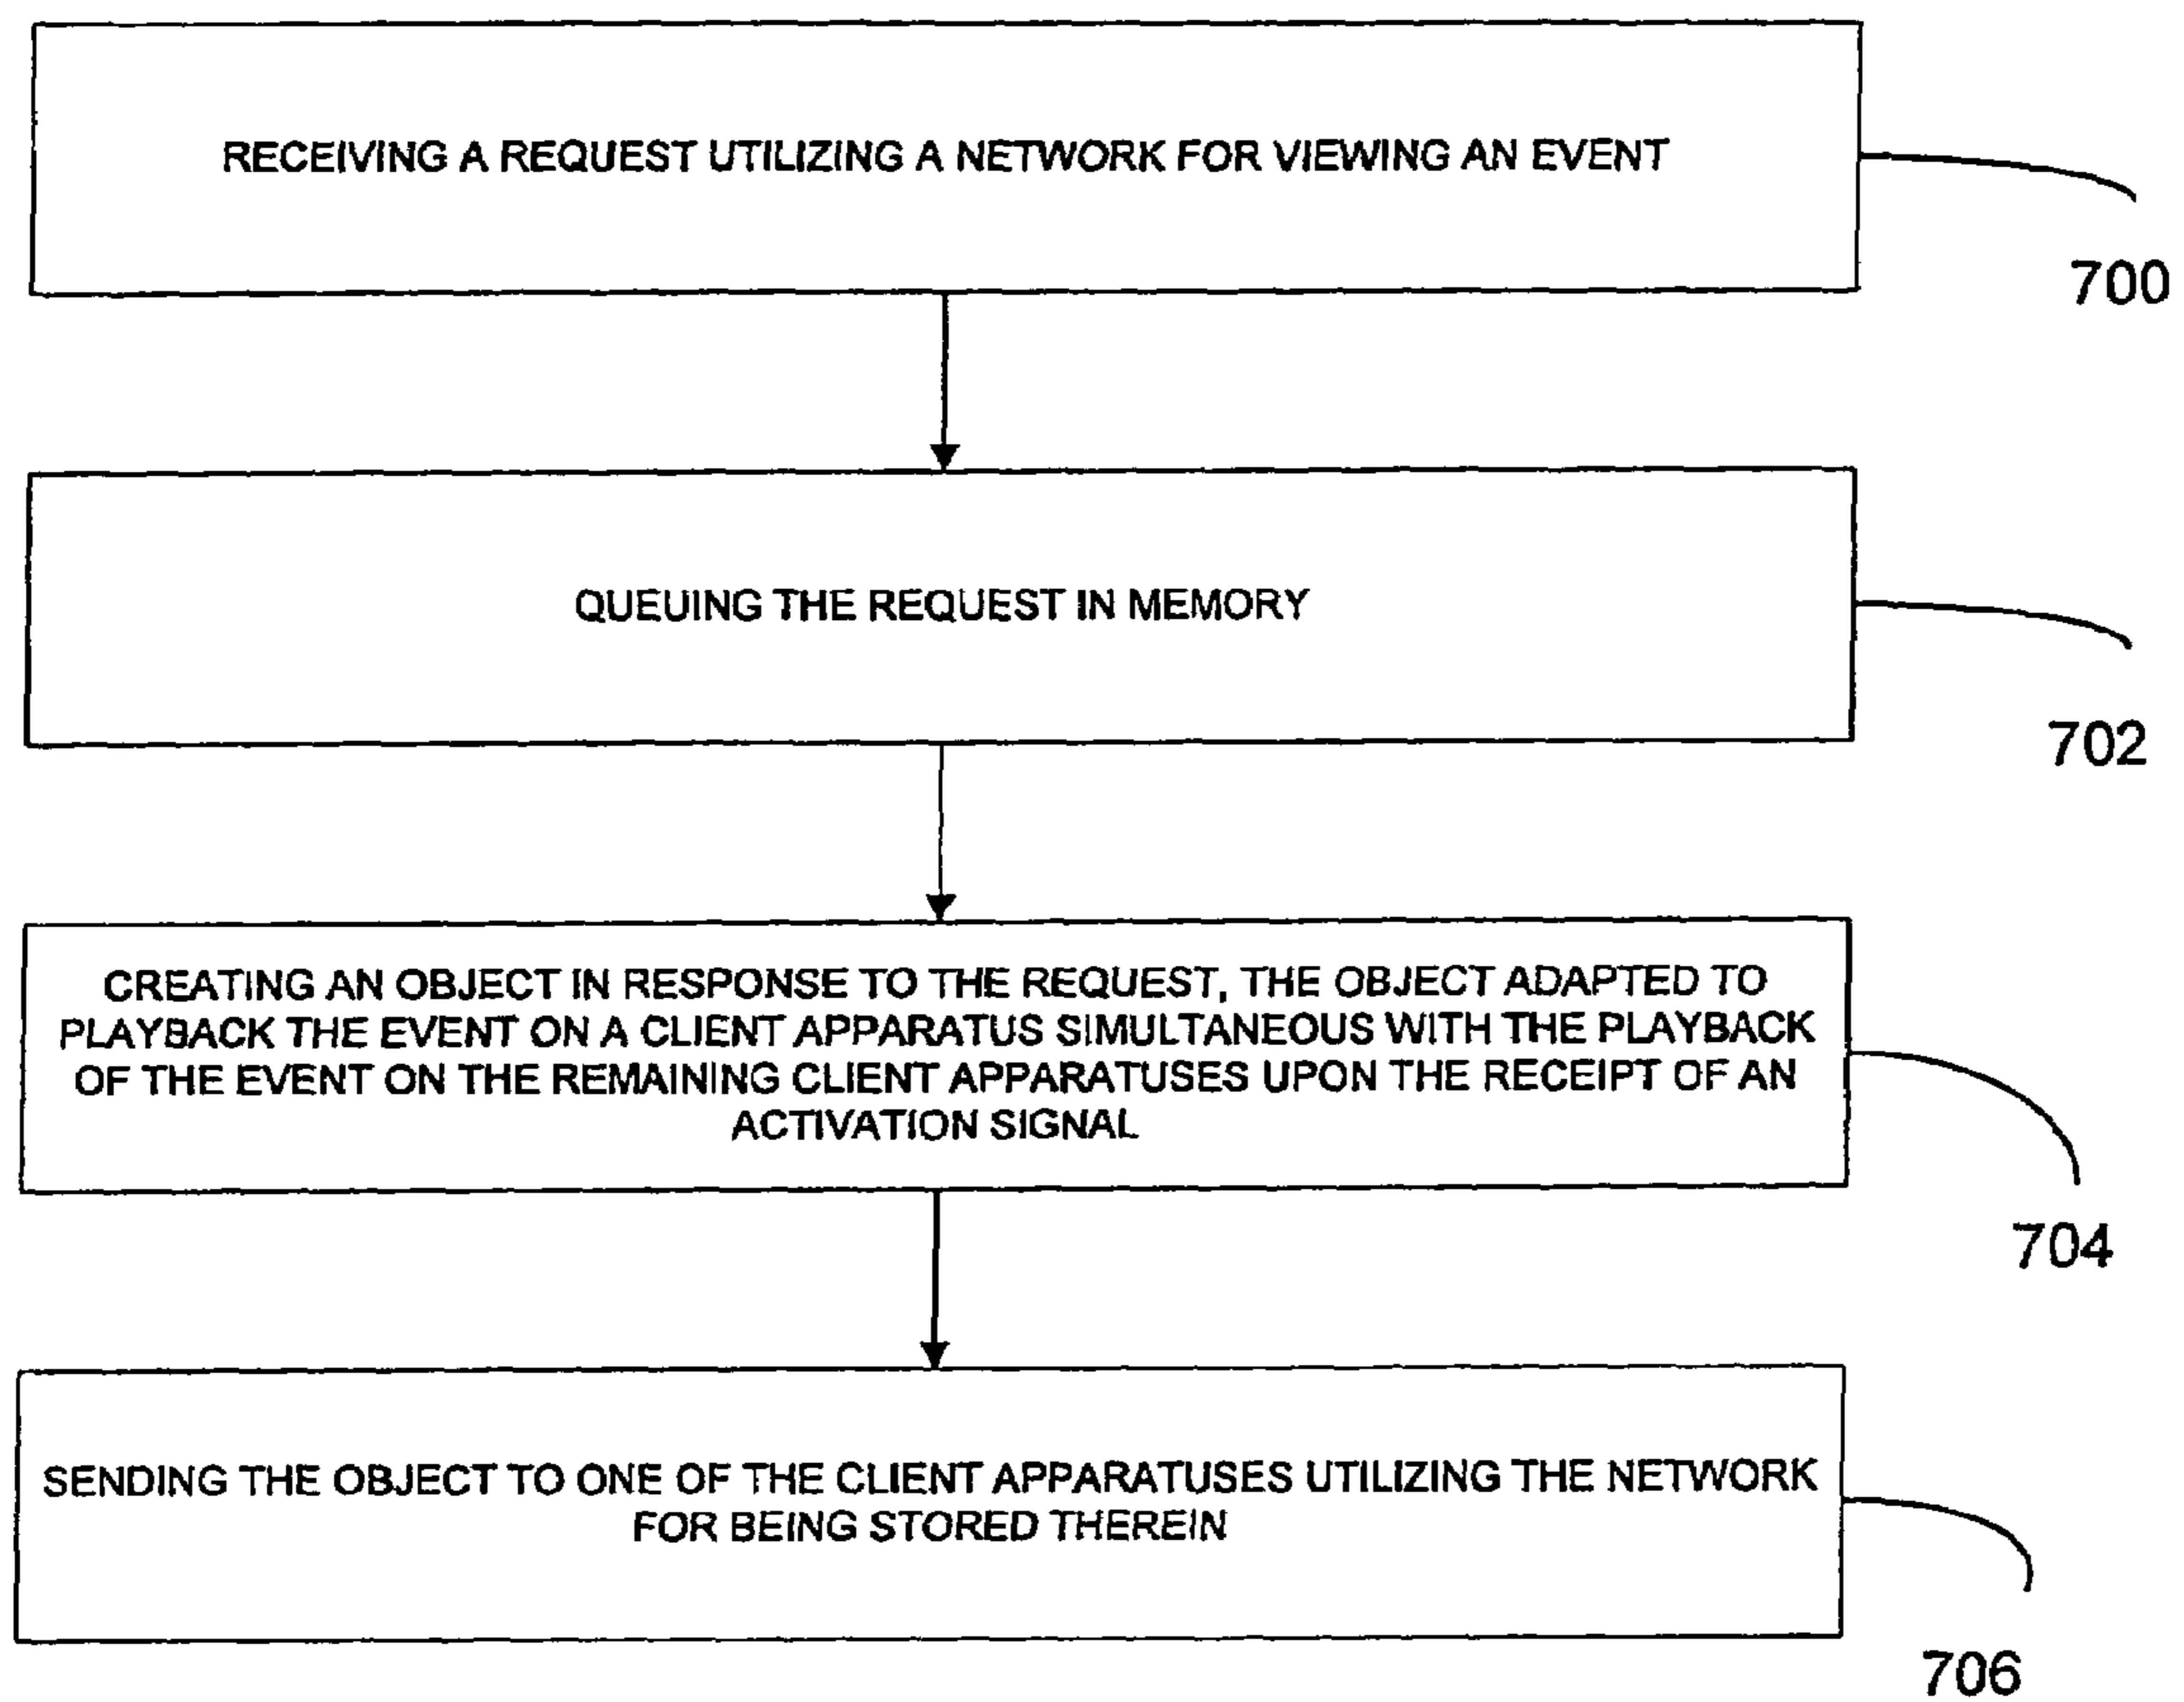 RECEIVING A REQUEST UTILIZING A NETWORK FOR VIEWING AN EVENT
700
QUEUING THE REQUEST IN MEMORY
702
CREATING AN OBJECT IN RESPONSE TO THE REQUEST, THE OBJECT ADAPTED TO
PLAYBACK THE EVENT ON A CLIENT APPARATUS SIMULTANEOUS WITH THE PLAYBACK
OF THE EVENT ON THE REMAINING CLIENT APPARATUSES UPON THE RECEIPT OF AN
ACTIVATION SIGNAL
704
SENDING THE OBJECT TO ONE OF THE CLIENT APPARATUSES UTILIZING THE NETWORK
FOR BEING STORED THEREIN
706